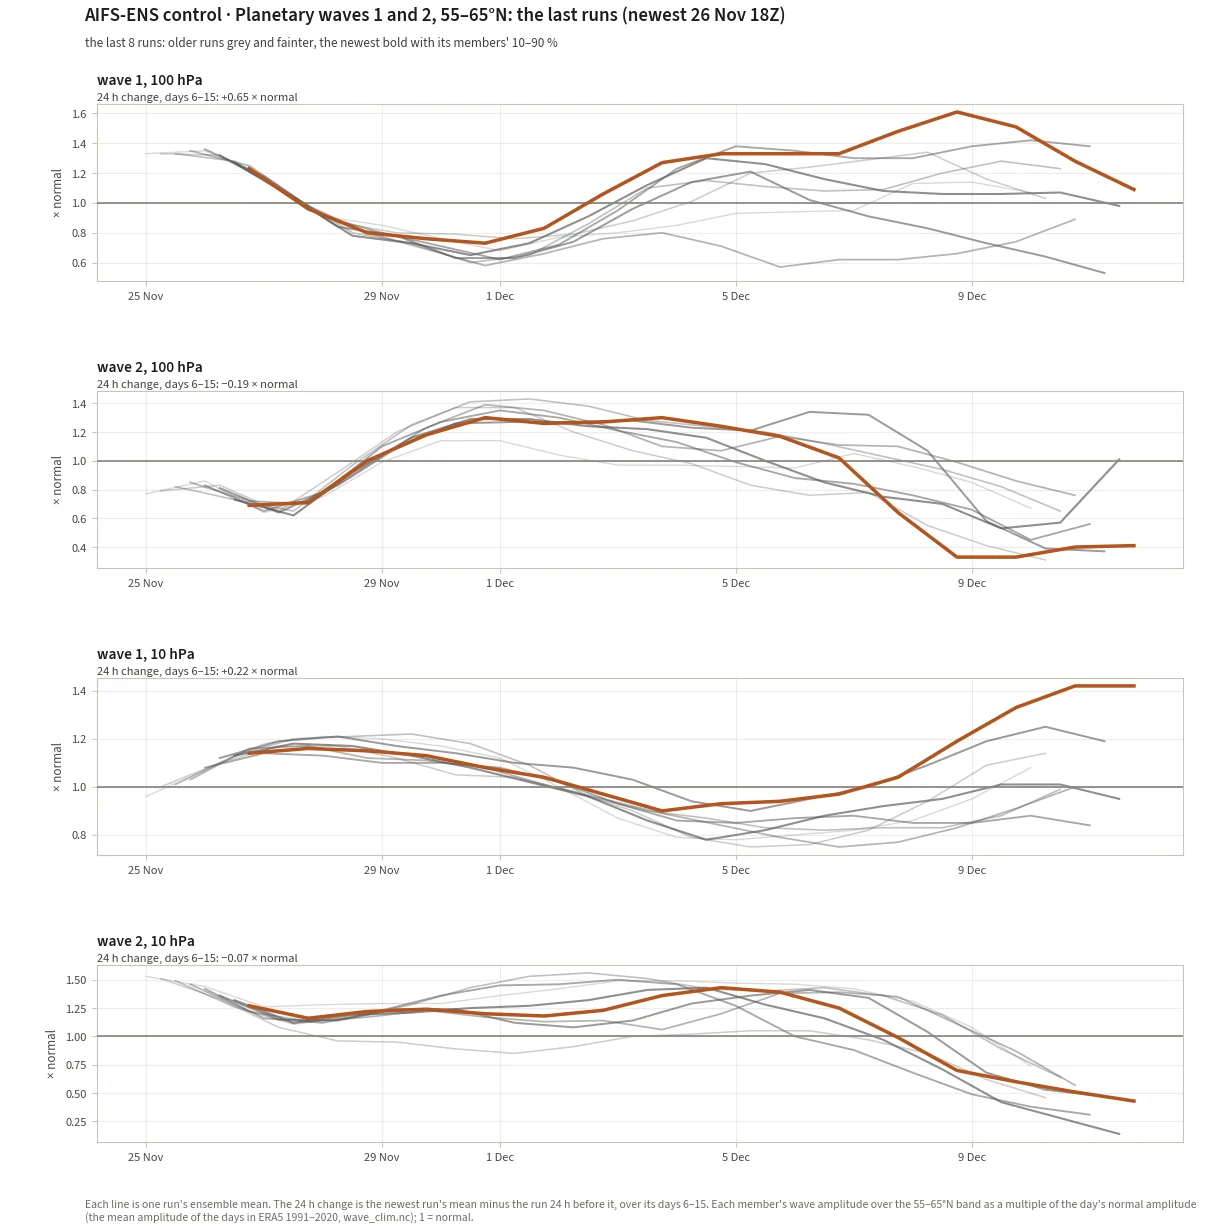 AIFS-ENS control · Planetary waves 1 and 2, 55–65°N: the last runs (newest 26 Nov 18Z)
the last 8 runs: older runs grey and fainter, the newest bold with its members' 10–90 %
wave 1, 100 hPa
24 h change, days 6–15: +0.65 × normal
× normal
1.6
1.4
1.2
1.0
0.8
0.6
25 Nov
29 Nov
1 Dec
5 Dec
9 Dec
wave 2, 100 hPa
24 h change, days 6–15: −0.19 × normal
× normal
1.4
1.2
1.0
0.8
0.6
0.4
25 Nov
29 Nov
1 Dec
5 Dec
9 Dec
wave 1, 10 hPa
24 h change, days 6–15: +0.22 × normal
× normal
1.4
1.2
1.0
0.8
25 Nov
29 Nov
1 Dec
5 Dec
9 Dec
wave 2, 10 hPa
24 h change, days 6–15: −0.07 × normal
× normal
1.50
1.25
1.00
0.75
0.50
0.25
25 Nov
29 Nov
1 Dec
5 Dec
9 Dec
Each line is one run's ensemble mean. The 24 h change is the newest run's mean minus the run 24 h before it, over its days 6–15. Each member's wave amplitude over the 55–65°N band as a multiple of the day's normal amplitude
(the mean amplitude of the days in ERA5 1991–2020, wave_clim.nc); 1 = normal.